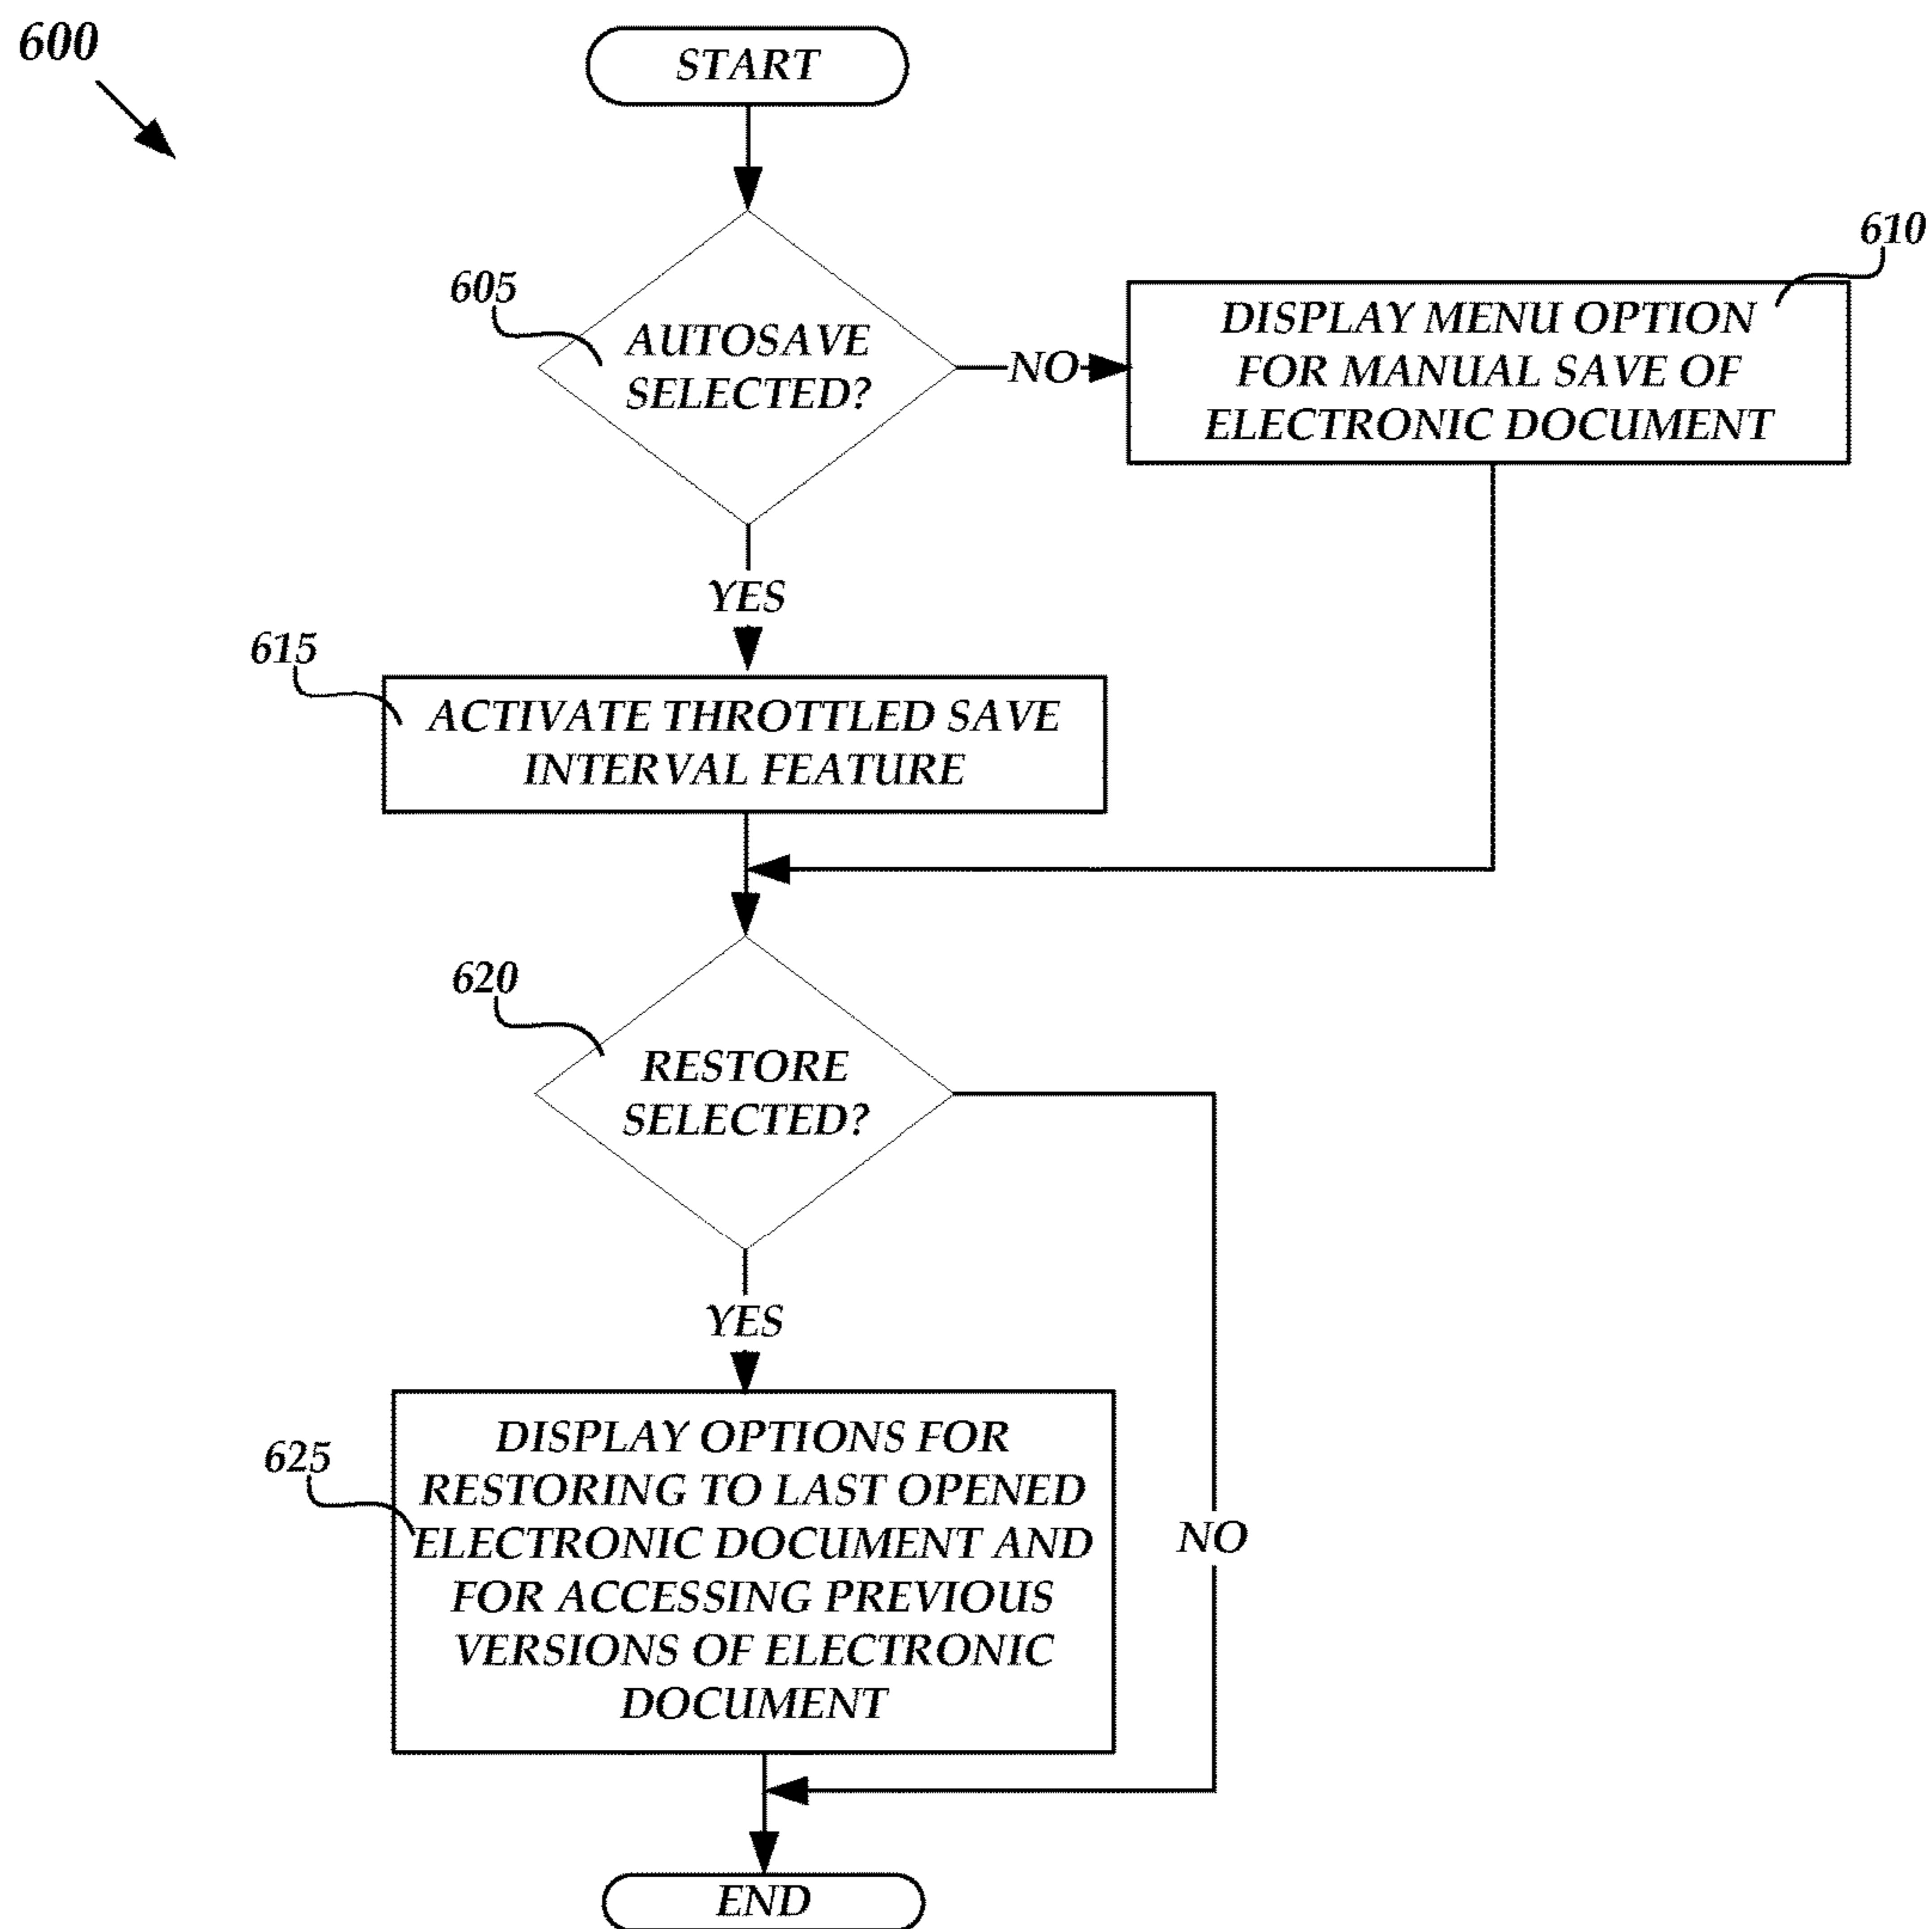 600
START
605
AUTOSAVE
SELECTED?
NO
610
DISPLAY MENU OPTION
FOR MANUAL SAVE OF
ELECTRONIC DOCUMENT
YES
615
ACTIVATE THROTTLED SAVE
INTERVAL FEATURE
620
RESTORE
SELECTED?
YES
NO
625
DISPLAY OPTIONS FOR
RESTORING TO LAST OPENED
ELECTRONIC DOCUMENT AND
FOR ACCESSING PREVIOUS
VERSIONS OF ELECTRONIC
DOCUMENT
END